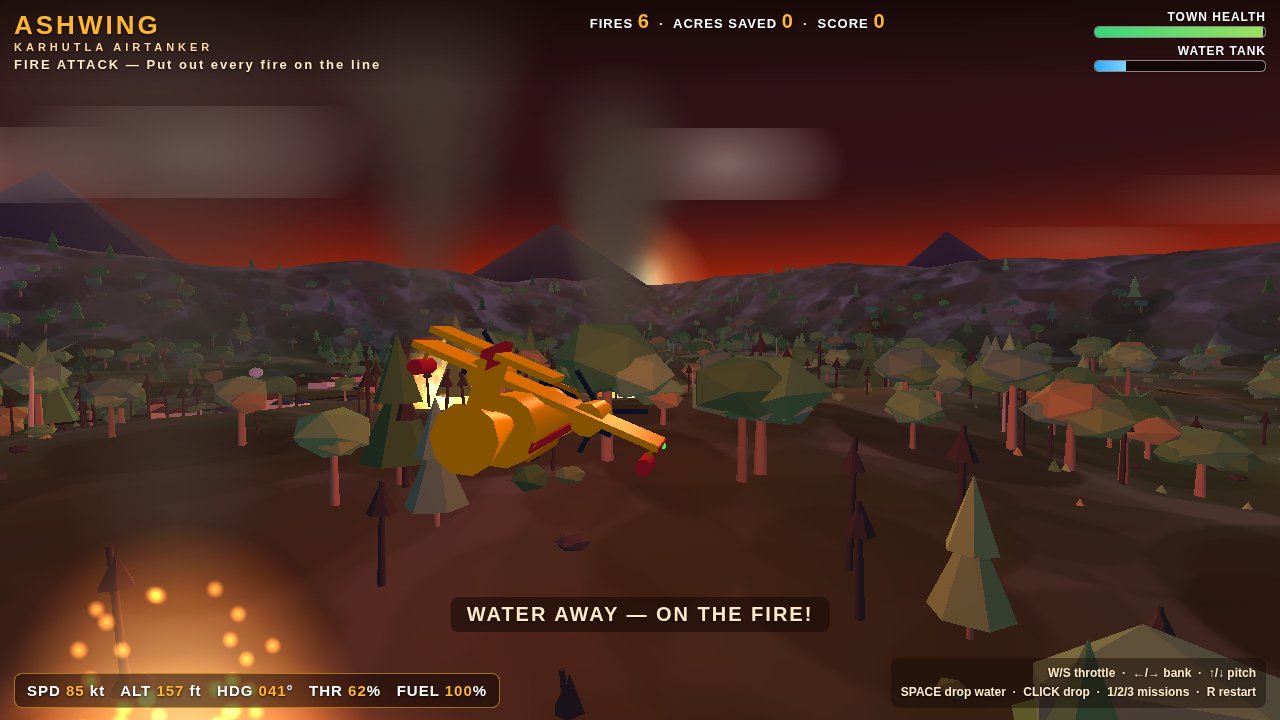 ASHWING
KARHUTLA AIRTANKER
FIRE ATTACK — Put out every fire on the line
FIRES 6 · ACRES SAVED 0 · SCORE 0
TOWN HEALTH
WATER TANK
WATER AWAY — ON THE FIRE!
SPD 85 kt ALT 157 ft HDG 041° THR 62% FUEL 100%
W/S throttle · ←/→ bank · ↑/↓ pitch
SPACE drop water · CLICK drop · 1/2/3 missions · R restart